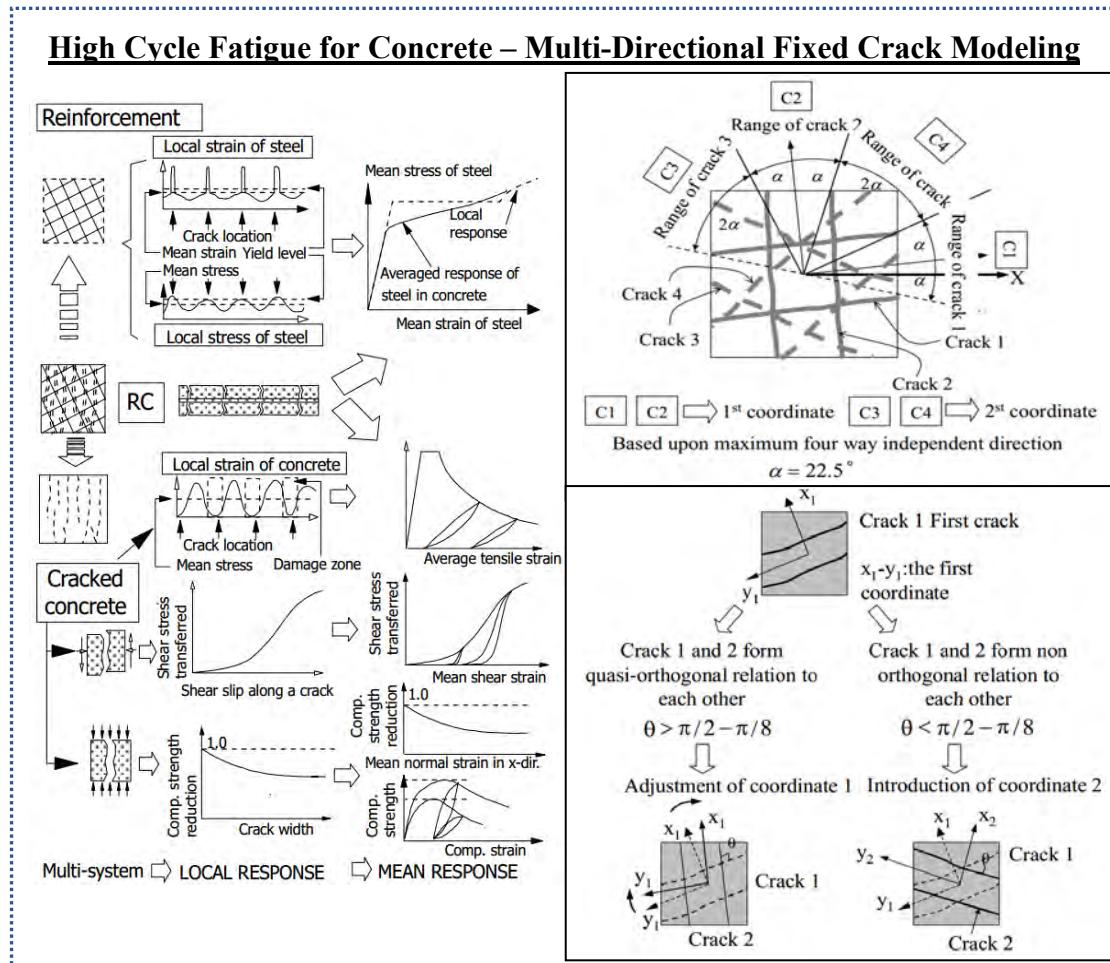 High Cycle Fatigue for Concrete – Multi-Directional Fixed Crack Modeling
Reinforcement
Local strain of steel
Crack location
Mean strain Yield level
Mean stress
Local stress of steel
Mean stress of steel
Local
response
Averaged response of
steel in concrete
Mean strain of steel
RC
Local strain of concrete
Crack location
Mean stress Damage zone
Average tensile strain
Cracked
concrete
Shear stress
transferred
Shear slip along a crack
Shear stress
transferred
Mean shear strain
Comp.
strength
reduction
1.0
Mean normal strain in x-dir.
Comp. strength
reduction
1.0
Crack width
Comp.
strength
Comp. strain
Multi-system LOCAL RESPONSE MEAN RESPONSE
C2
Range of crack 2
C4
Range of crack
C3
Range of crack 3
α α
2α
2α
C1
Range of crack 1
α
α
X
Crack 4
Crack 3
Crack 1
Crack 2
C1 C2 1st coordinate C3 C4 2st coordinate
Based upon maximum four way independent direction
α = 22.5°
x1
y1
Crack 1 First crack
x1-y1:the first
coordinate
Crack 1 and 2 form
quasi-orthogonal relation to
each other
θ > π/2 − π/8
Adjustment of coordinate 1
x1 x1
θ
y1
y1
Crack 1
Crack 2
Crack 1 and 2 form non
orthogonal relation to
each other
θ < π/2 − π/8
Introduction of coordinate 2
x1 x2
y2
θ
y1
Crack 1
Crack 2